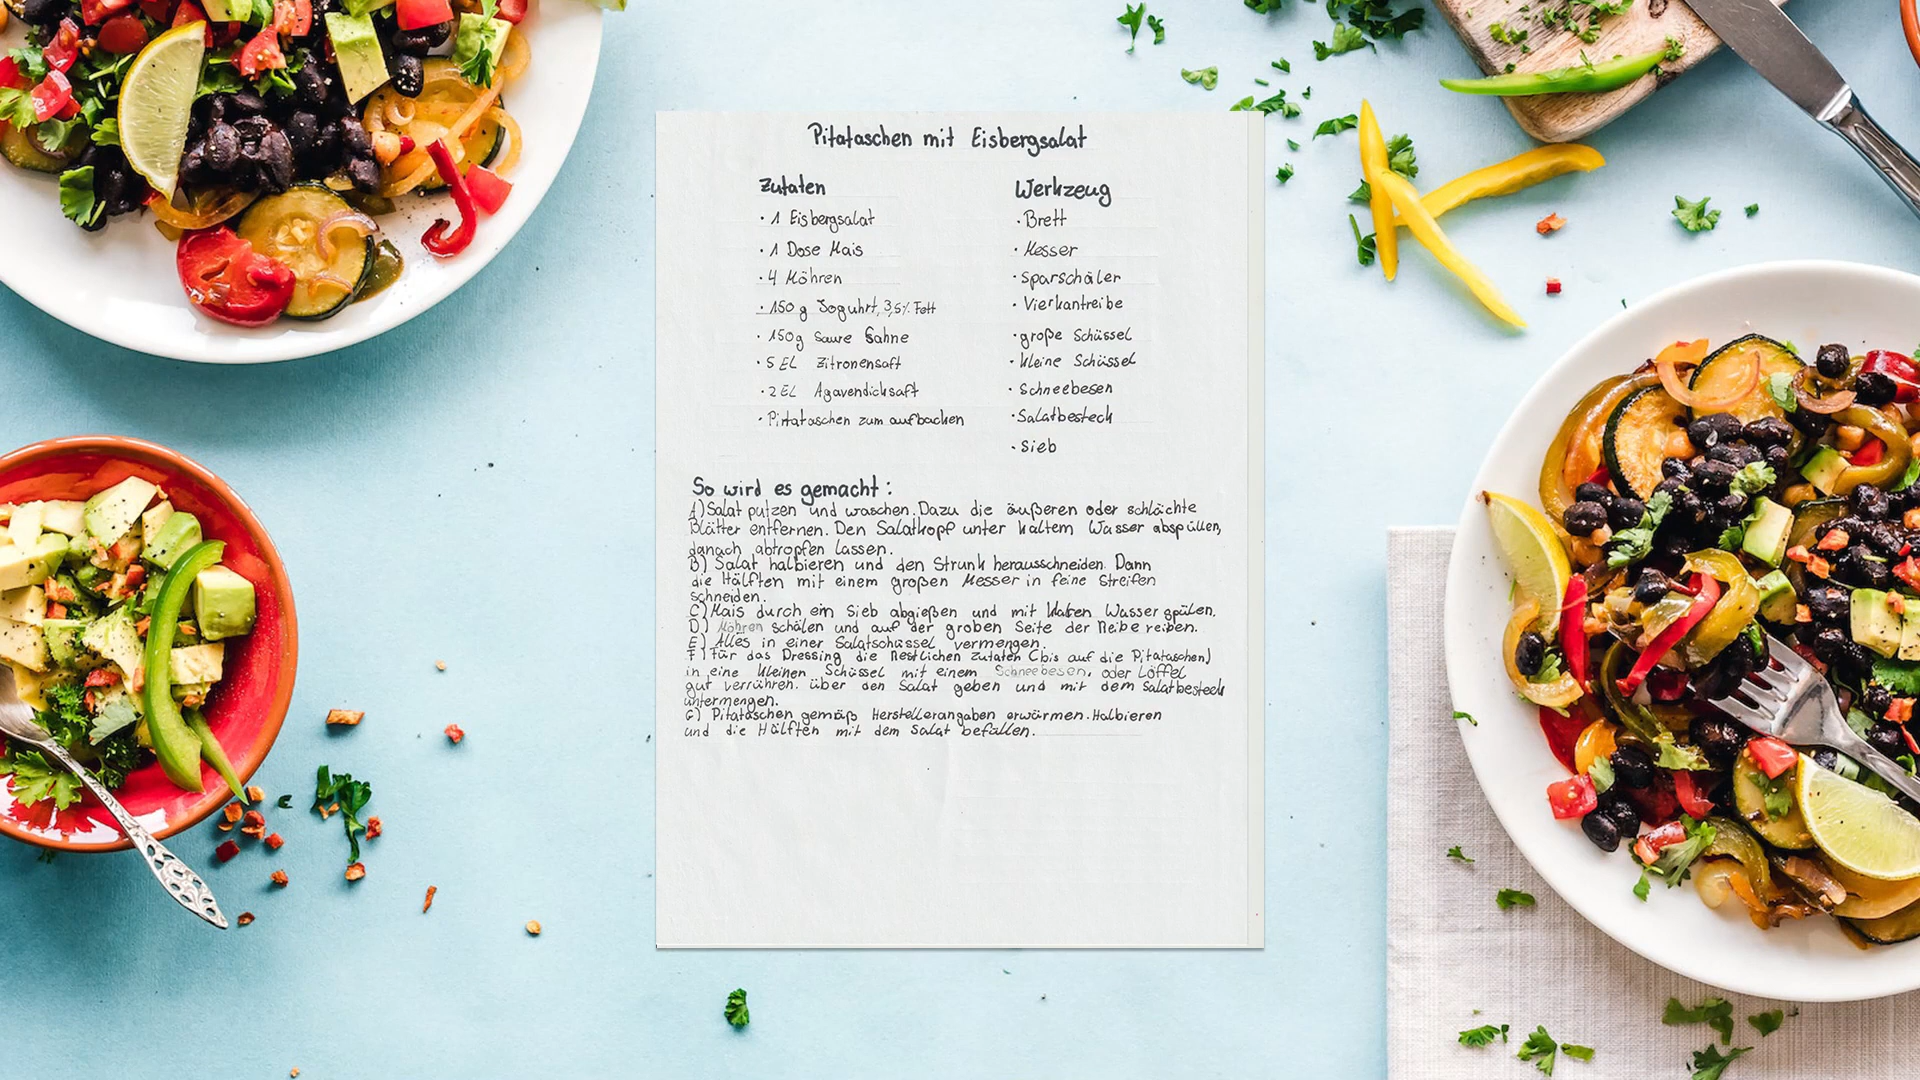 Pitataschen mit Eisbergsalat
Zutaten
· 1 Eisbergsalat
· 1 Dose Mais
· 4 Möhren
· 150 g Joguhrt, 3,5% Fett
· 150g Saure Sahne
· 5 EL Zitronensaft
· 2 EL Agavendicksaft
· Pirtataschen zum aufbacken
Werkzeug
· Brett
· Messer
· Sparschäler
· Vierkantreibe
· große Schüssel
· kleine Schüssel
· Schneebesen
· Salatbesteck
· Sieb
So wird es gemacht:
A) Salat putzen und waschen. Dazu die äußeren oder schlächte
Blätter entfernen. Den Salatkopf unter kaltem Wasser abspülen,
danach abtropfen lassen.
B) Salat halbieren und den Strunk herausschneiden. Dann
die Hälften mit einem großen Messer in feine Streifen
schneiden.
C) Mais durch ein Sieb abgießen und mit Wasser spülen.
D) Möhren schälen und auf der groben Seite der Reibe reiben.
E) Alles in einer Salatschüssel vermengen.
F) für das Dressing die Restlichen Zutaten (bis auf die Pitataschen)
in eine kleinen Schüssel mit einem Schneebesen, oder Löffel
gut verrühren. über den Salat geben und mit dem Salatbesteck
untermengen.
G) Pitataschen gemäß Herstellerangaben erwärmen. Halbieren
und die Hälften mit dem Salat befüllen.